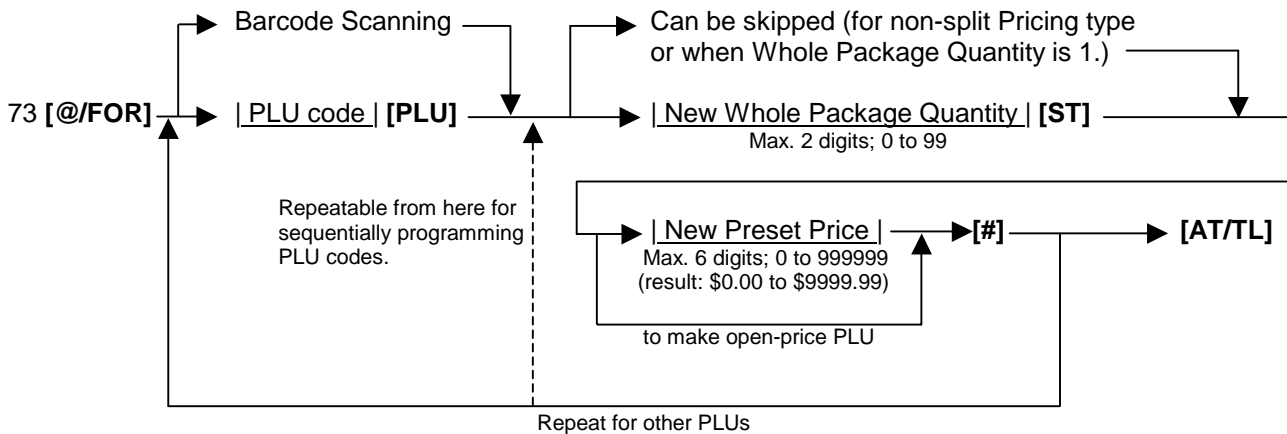 Barcode Scanning
Can be skipped (for non-split Pricing type
or when Whole Package Quantity is 1.)
73 [@/FOR]
| PLU code | [PLU]
| New Whole Package Quantity | [ST]
Max. 2 digits; 0 to 99
Repeatable from here for
sequentially programming
PLU codes.
| New Preset Price |
[#]
[AT/TL]
Max. 6 digits; 0 to 999999
(result: $0.00 to $9999.99)
to make open-price PLU
Repeat for other PLUs